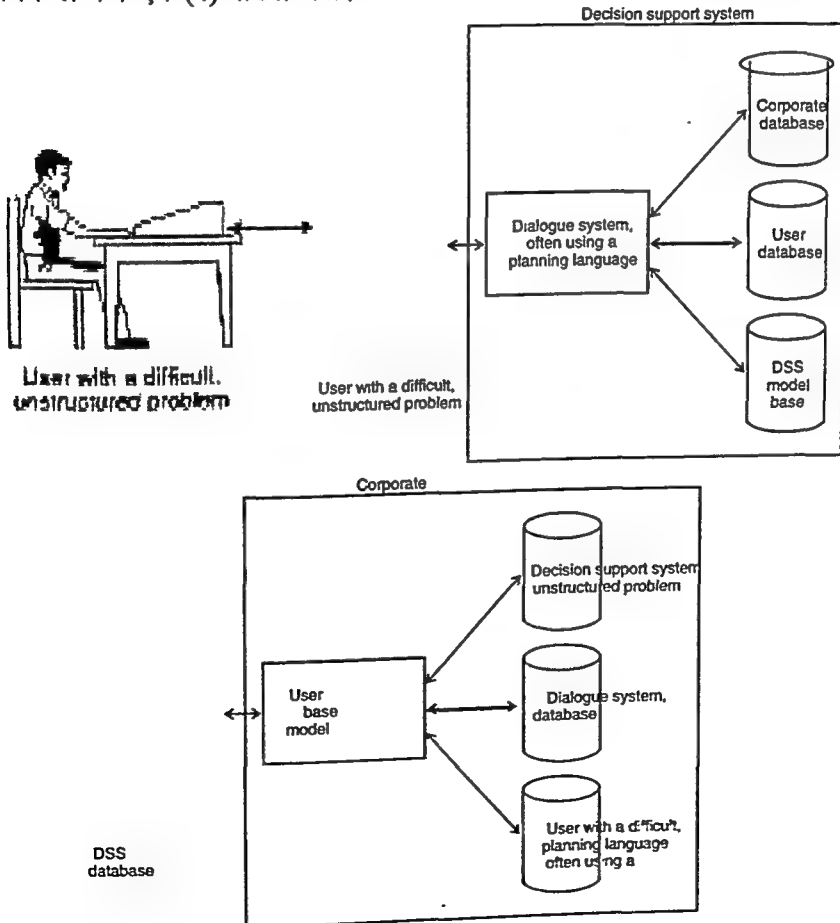 Decision support system
Corporate
database
Dialogue system,
often using a
planning language
User
database
DSS
model
base
User with a difficult,
unstructured problem
User with a difficult,
unstructured problem
Corporate
Decision support system
unstructured problem
User
base
model
Dialogue system,
database
User with a difficult,
planning language
often using a
DSS
database